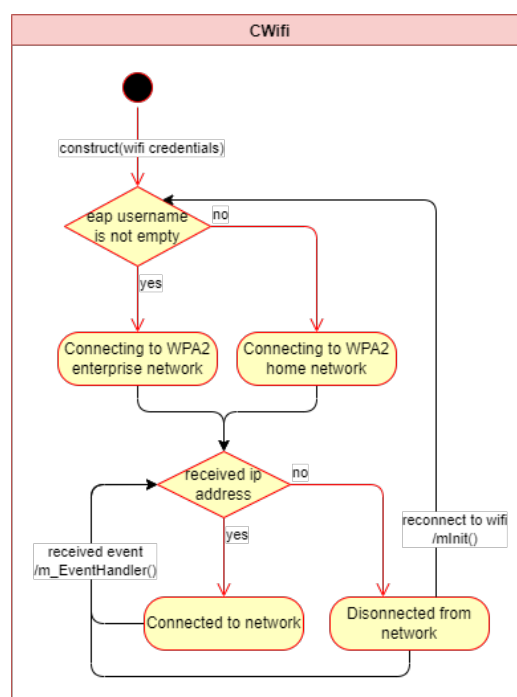 CWifi
construct(wifi credentials)
eap username
is not empty
no
yes
Connecting to WPA2
enterprise network
Connecting to WPA2
home network
received ip
address
no
yes
received event
/m_EventHandler()
reconnect to wifi
/mInit()
Connected to network
Disonnected from
network